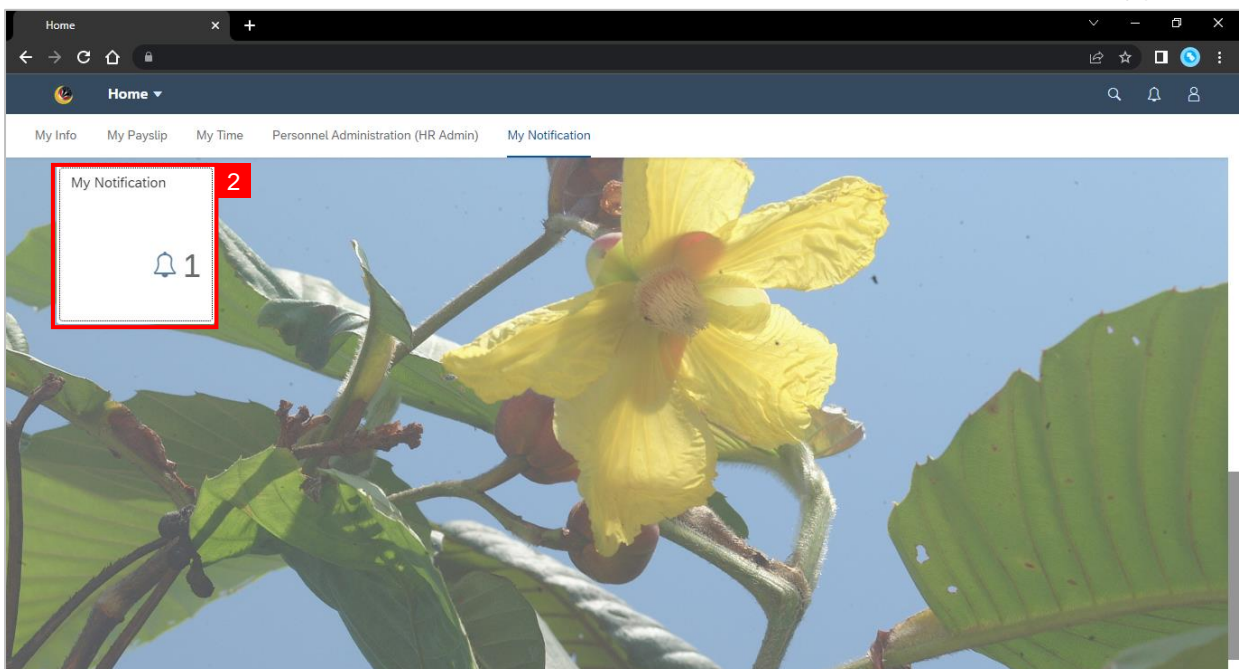 Home
Home
My Info My Payslip My Time Personnel Administration (HR Admin) My Notification
My Notification
2
1